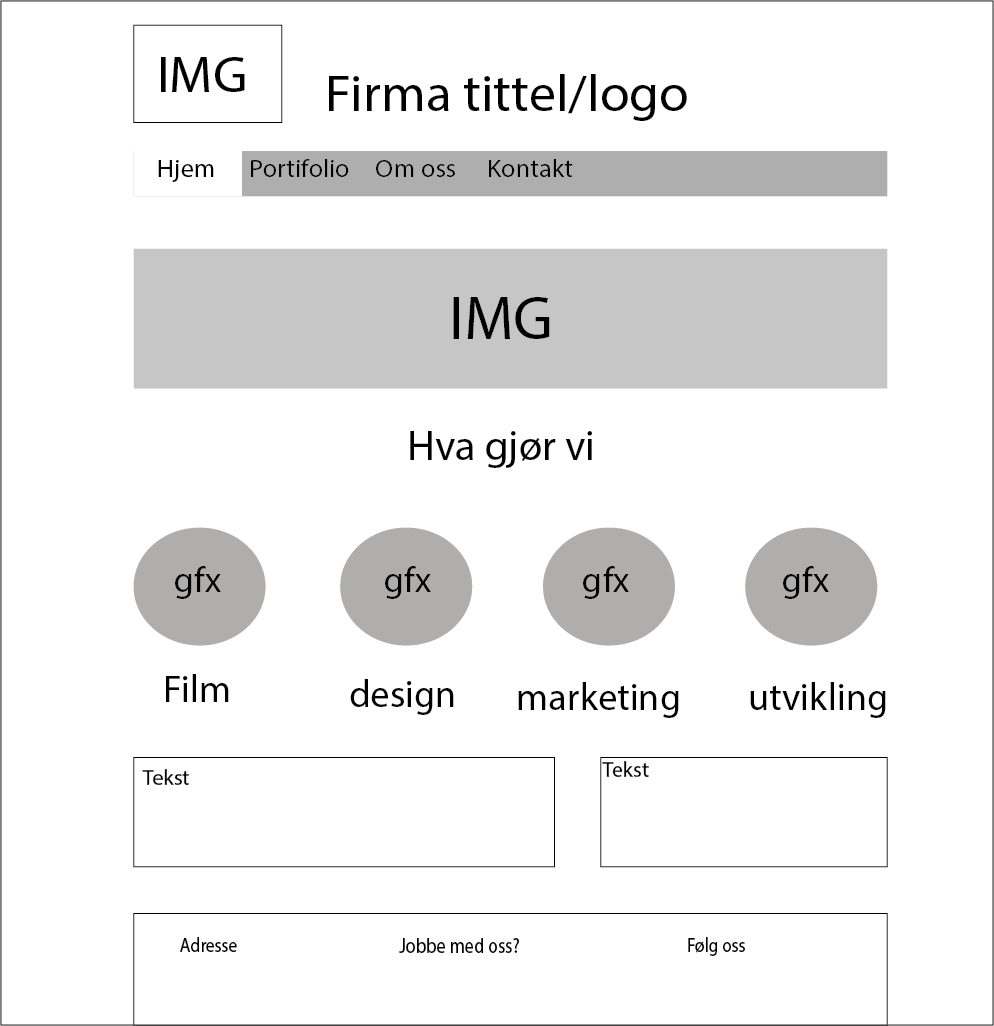 IMG
Firma tittel/logo
Hjem Portifolio Om oss Kontakt
IMG
Hva gjør vi
gfx gfx gfx gfx
Film design marketing utvikling
Tekst Tekst
Adresse Jobbe med oss? Følg oss